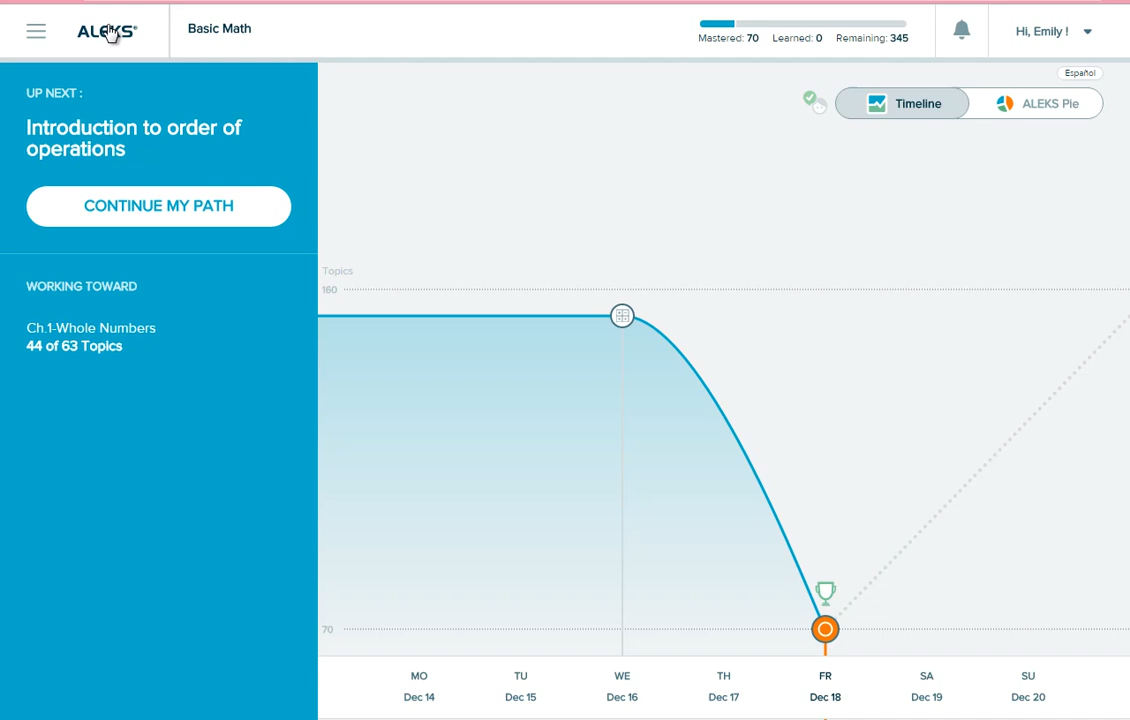 ALEKS®
Basic Math
Mastered: 70 Learned: 0 Remaining: 345
Hi, Emily !
Español
Timeline
ALEKS Pie
UP NEXT :
Introduction to order of
operations
CONTINUE MY PATH
WORKING TOWARD
Ch.1-Whole Numbers
44 of 63 Topics
Topics
160
70
MO TU WE TH FR SA SU
Dec 14 Dec 15 Dec 16 Dec 17 Dec 18 Dec 19 Dec 20